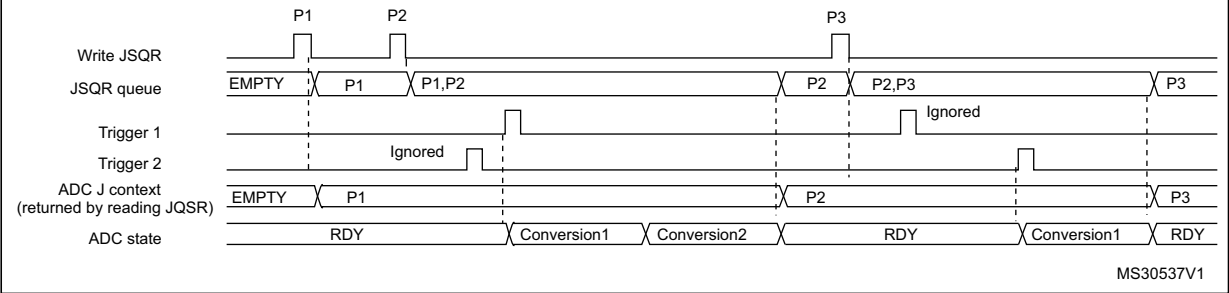 P1 P2 P3
Write JSQR
JSQR queue EMPTY P1 P1,P2 P2 P2,P3 P3
Trigger 1 Ignored
Trigger 2 Ignored
ADC J context
(returned by reading JQSR) EMPTY P1 P2 P3
ADC state RDY Conversion1 Conversion2 RDY Conversion1 RDY
MS30537V1